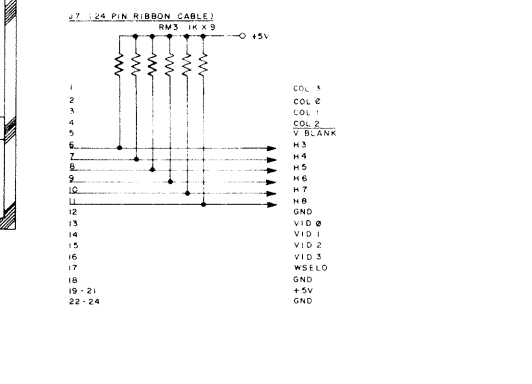 J7 (24 PIN RIBBON CABLE)
RM3 1K X 9
+5V
1 COL 3
2 COL 0
3 COL 1
4 COL 2
5 V BLANK
6 H3
7 H4
8 H5
9 H6
10 H7
11 H8
12 GND
13 VID 0
14 VID 1
15 VID 2
16 VID 3
17 WSELO
18 GND
19 - 21 +5V
22 - 24 GND